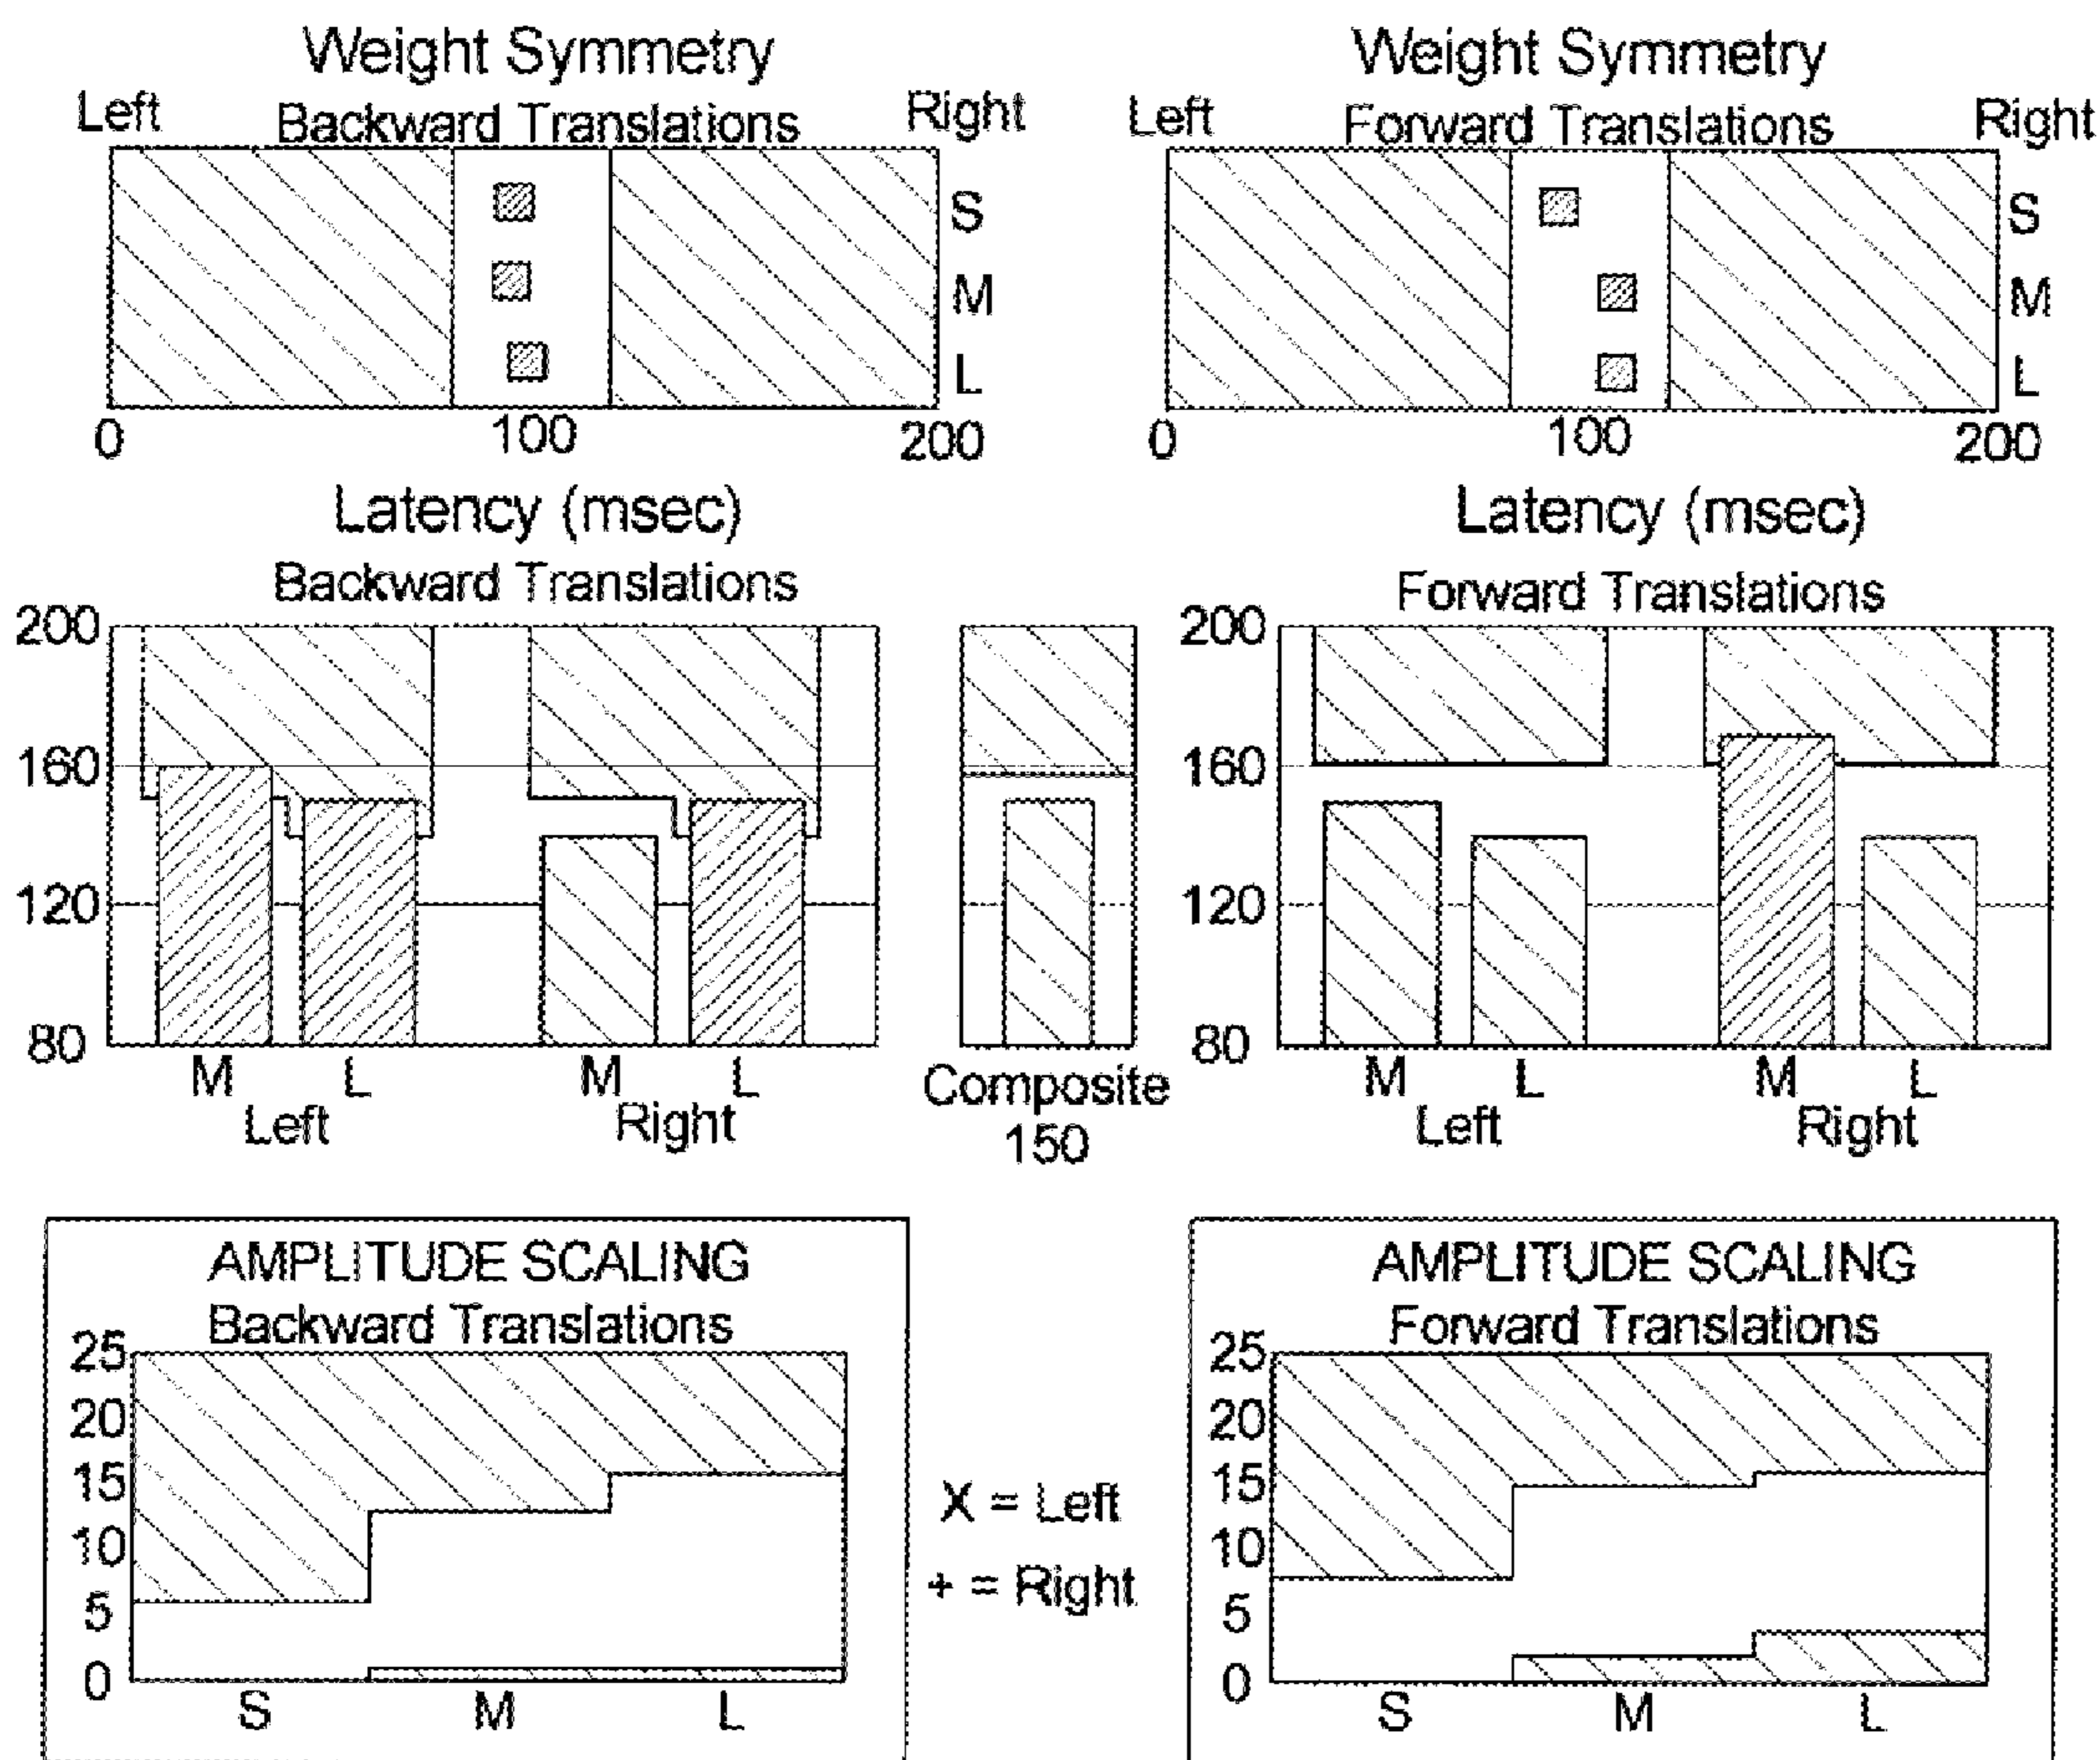 Weight Symmetry
Left Backward Translations Right
S
M
L
0 100 200
Weight Symmetry
Left Forward Translations Right
S
M
L
0 100 200
Latency (msec)
Backward Translations
200
160
120
80
M L M L
Left Right
Composite
150
Latency (msec)
Forward Translations
200
160
120
80
M L M L
Left Right
AMPLITUDE SCALING
Backward Translations
25
20
15
10
5
0
S M L
X = Left
+ = Right
AMPLITUDE SCALING
Forward Translations
25
20
15
10
5
0
S M L